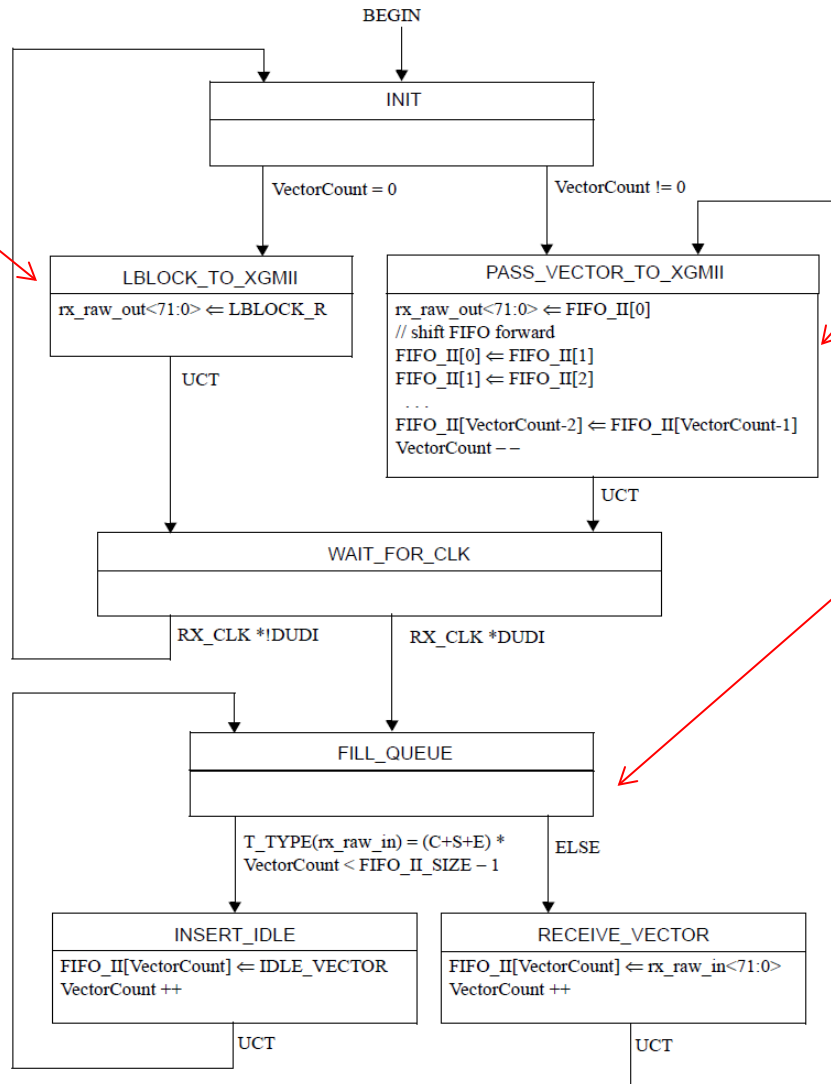 BEGIN
INIT
VectorCount = 0
VectorCount != 0
LBLOCK_TO_XGMII
rx_raw_out<71:0> ⇐ LBLOCK_R
PASS_VECTOR_TO_XGMII
rx_raw_out<71:0> ⇐ FIFO_II[0]
// shift FIFO forward
FIFO_II[0] ⇐ FIFO_II[1]
FIFO_II[1] ⇐ FIFO_II[2]
. . .
FIFO_II[VectorCount-2] ⇐ FIFO_II[VectorCount-1]
VectorCount – –
UCT
UCT
WAIT_FOR_CLK
RX_CLK *!DUDI
RX_CLK *DUDI
FILL_QUEUE
T_TYPE(rx_raw_in) = (C+S+E) *
VectorCount < FIFO_II_SIZE – 1
ELSE
INSERT_IDLE
FIFO_II[VectorCount] ⇐ IDLE_VECTOR
VectorCount ++
RECEIVE_VECTOR
FIFO_II[VectorCount] ⇐ rx_raw_in<71:0>
VectorCount ++
UCT
UCT